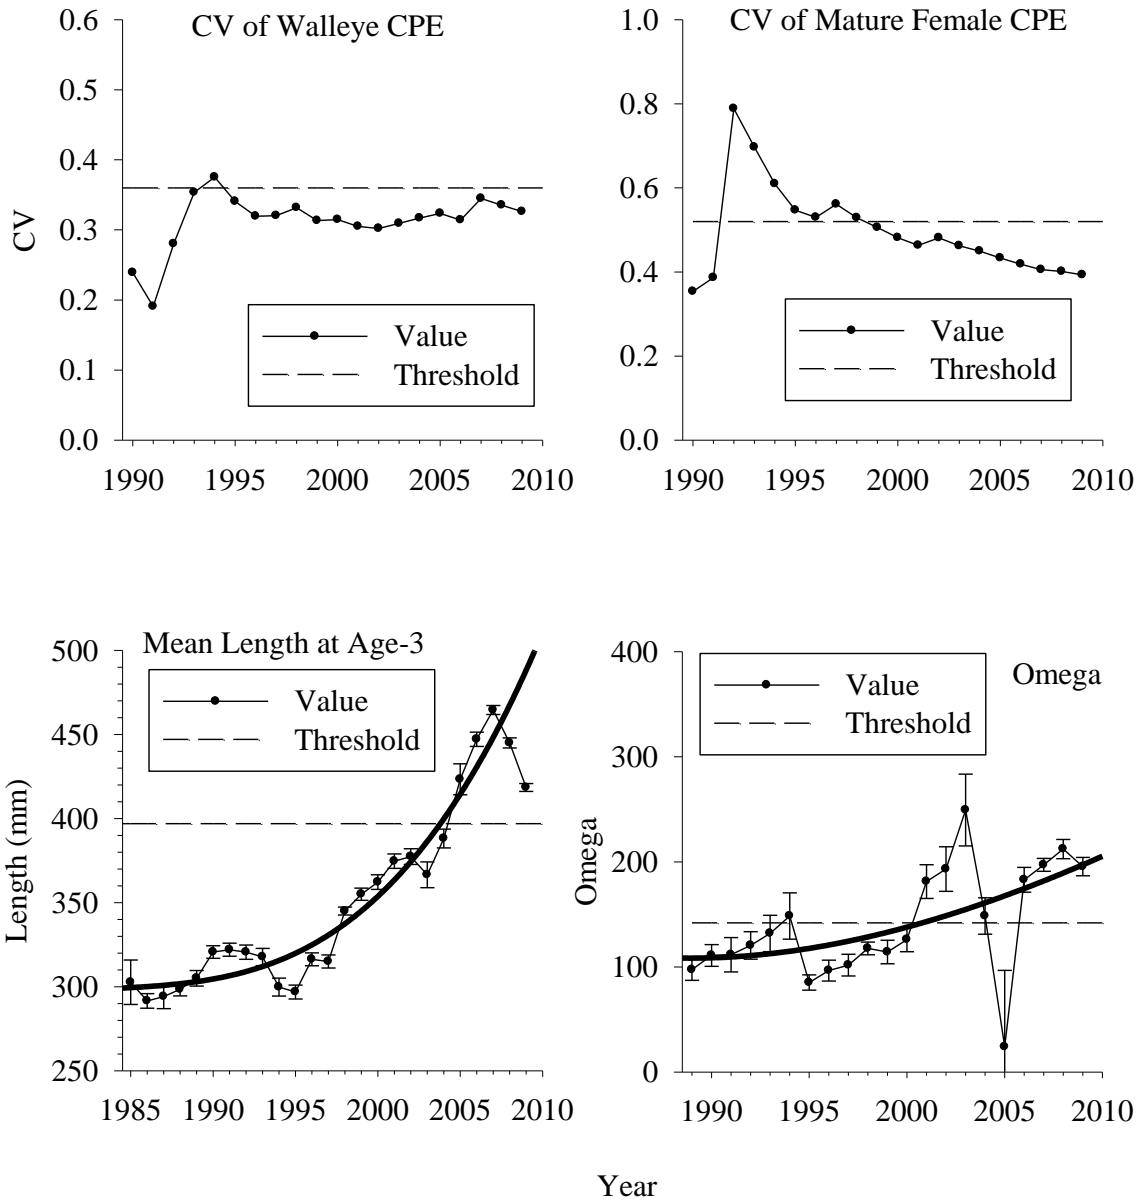 CV of Walleye CPE
0.6
0.5
0.4
0.3
0.2
0.1
0.0
CV
Value
Threshold
1990 1995 2000 2005 2010
CV of Mature Female CPE
1.0
0.8
0.6
0.4
0.2
0.0
Value
Threshold
1990 1995 2000 2005 2010
Mean Length at Age-3
500
450
400
350
300
250
Length (mm)
Value
Threshold
1985 1990 1995 2000 2005 2010
Omega
400
300
200
100
0
Omega
Value
Threshold
1990 1995 2000 2005 2010
Year